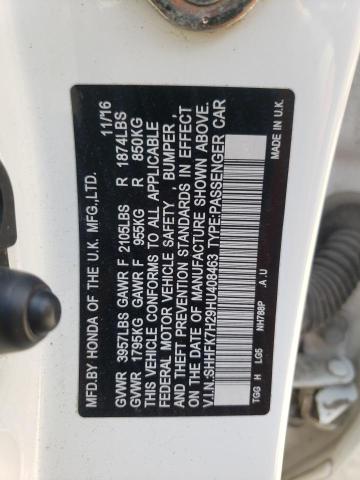 MFD.BY HONDA OF THE U.K. MFG.,LTD. 11/16
GVWR 3957LBS GAWR F 2105LBS R 1874LBS
GVWR 1795KG GAWR F 955KG R 850KG
THIS VEHICLE CONFORMS TO ALL APPLICABLE
FEDERAL MOTOR VEHICLE SAFETY , BUMPER ,
AND THEFT PREVENTION STANDARDS IN EFFECT
ON THE DATE OF MANUFACTURE SHOWN ABOVE.
V.I.N.:SHHFK7H29HU408463 TYPE:PASSENGER CAR
TGG H LG5 NH788P .A.U MADE IN U.K.